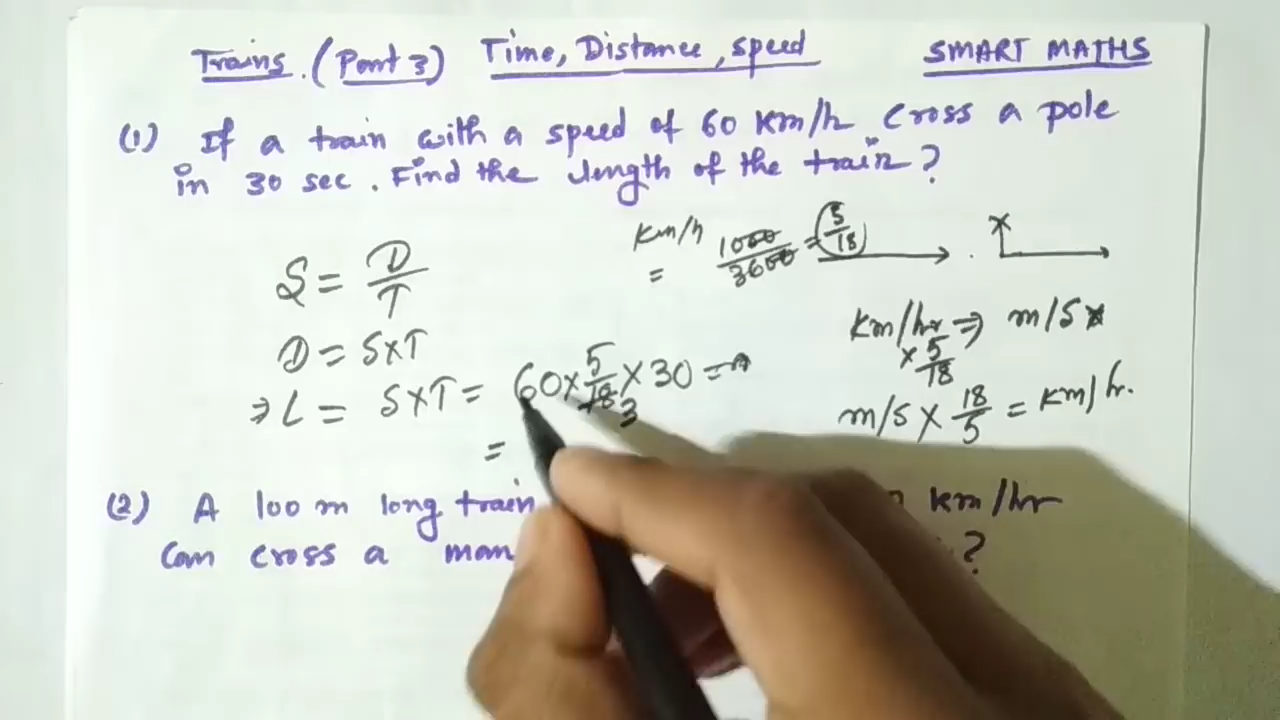 Trains. (Part 3) Time, Distance, speed SMART MATHS
(1) If a train with a speed of 60 Km/h cross a pole
in 30 sec. Find the length of the train?
Km/h
= 1000/3600 = 5/18
S = D/T
D = S×T
⇒ L = S×T = 60 × 5/18 × 30 =
3
=
Km/hr ⇒ m/s
× 5/18
m/s × 18/5 = Km/hr.
(2) A 100 m long train km/hr
Can cross a man ?